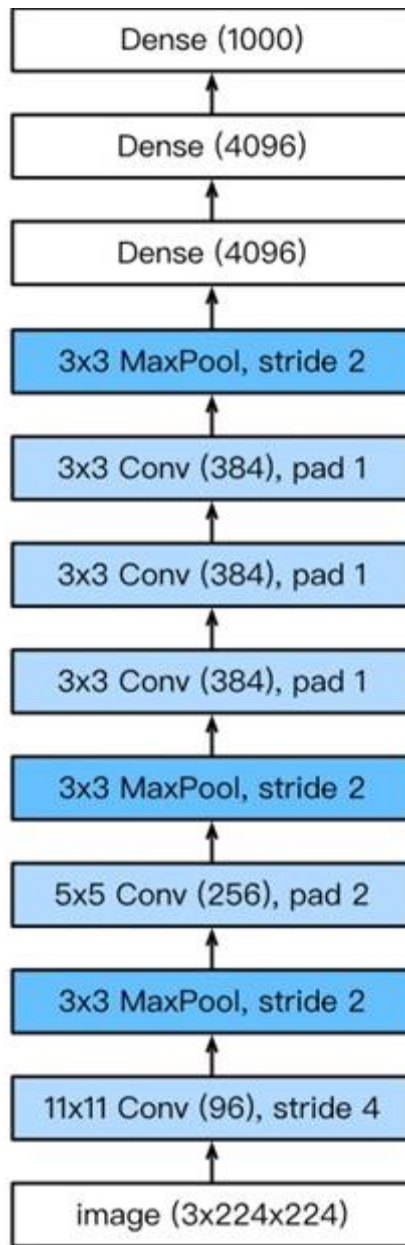 Dense (1000)
Dense (4096)
Dense (4096)
3x3 MaxPool, stride 2
3x3 Conv (384), pad 1
3x3 Conv (384), pad 1
3x3 Conv (384), pad 1
3x3 MaxPool, stride 2
5x5 Conv (256), pad 2
3x3 MaxPool, stride 2
11x11 Conv (96), stride 4
image (3x224x224)